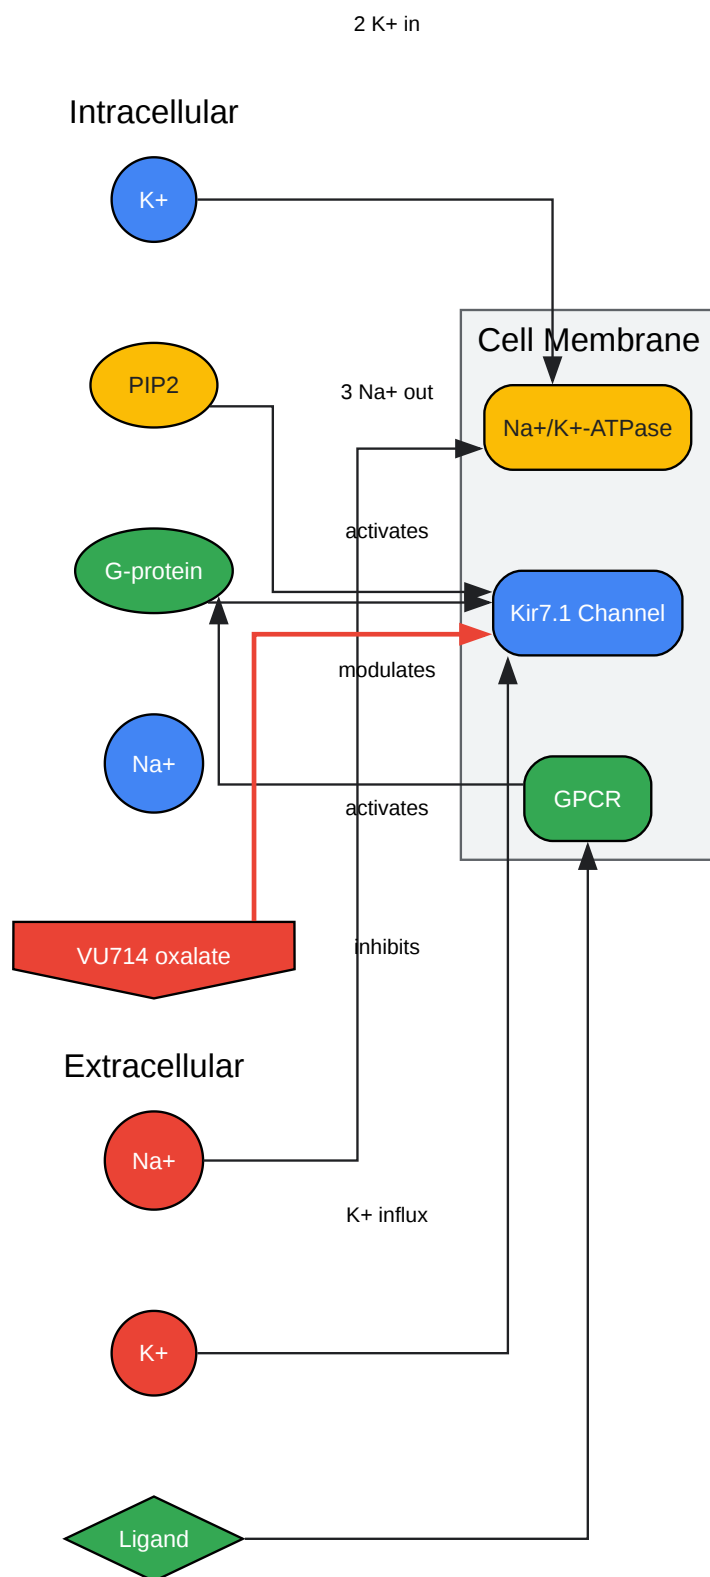 2 K+ in
Intracellular
K+
Cell Membrane
PIP2
3 Na+ out
Na+/K+-ATPase
activates
G-protein
Kir7.1 Channel
modulates
Na+
GPCR
activates
VU714 oxalate
inhibits
Extracellular
Na+
K+ influx
K+
Ligand